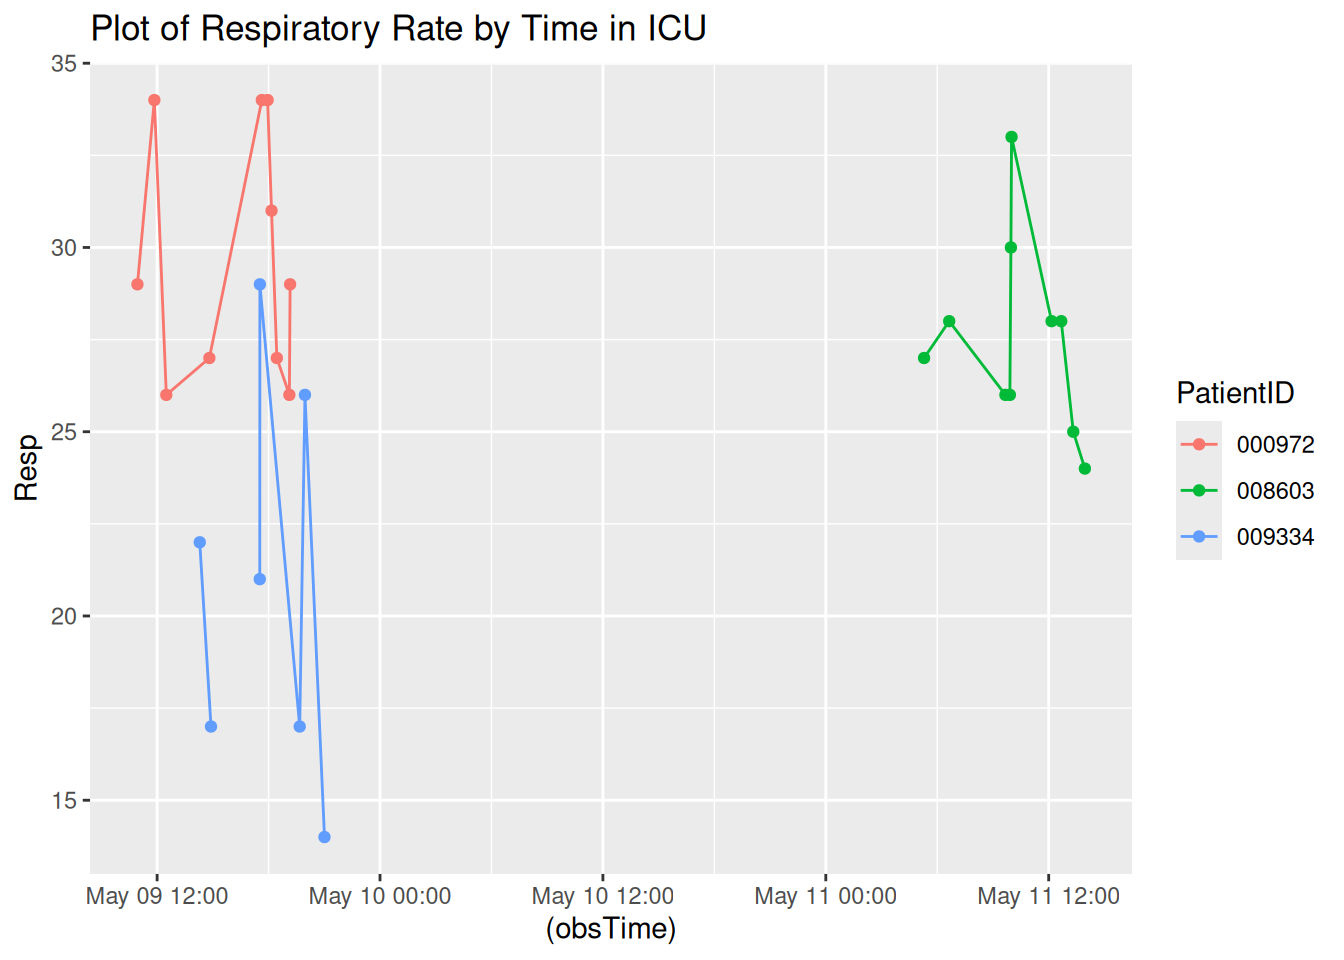 Plot of Respiratory Rate by Time in ICU
35
30
25
20
15
Resp
May 09 12:00
May 10 00:00
May 10 12:00
May 11 00:00
May 11 12:00
(obsTime)
PatientID
000972
008603
009334